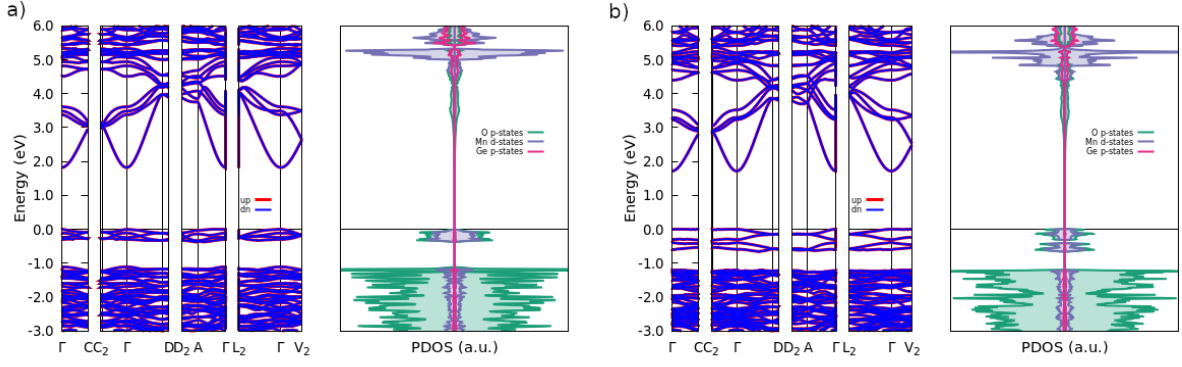 a)
6.0
5.0
4.0
3.0
2.0
1.0
0.0
-1.0
-2.0
-3.0
Energy (eV)
up
dn
Γ CC₂ Γ DD₂ A Γ L₂ Γ V₂
O p-states
Mn d-states
Ge p-states
PDOS (a.u.)
b)
6.0
5.0
4.0
3.0
2.0
1.0
0.0
-1.0
-2.0
-3.0
Energy (eV)
up
dn
Γ CC₂ Γ DD₂ A Γ L₂ Γ V₂
O p-states
Mn d-states
Ge p-states
PDOS (a.u.)